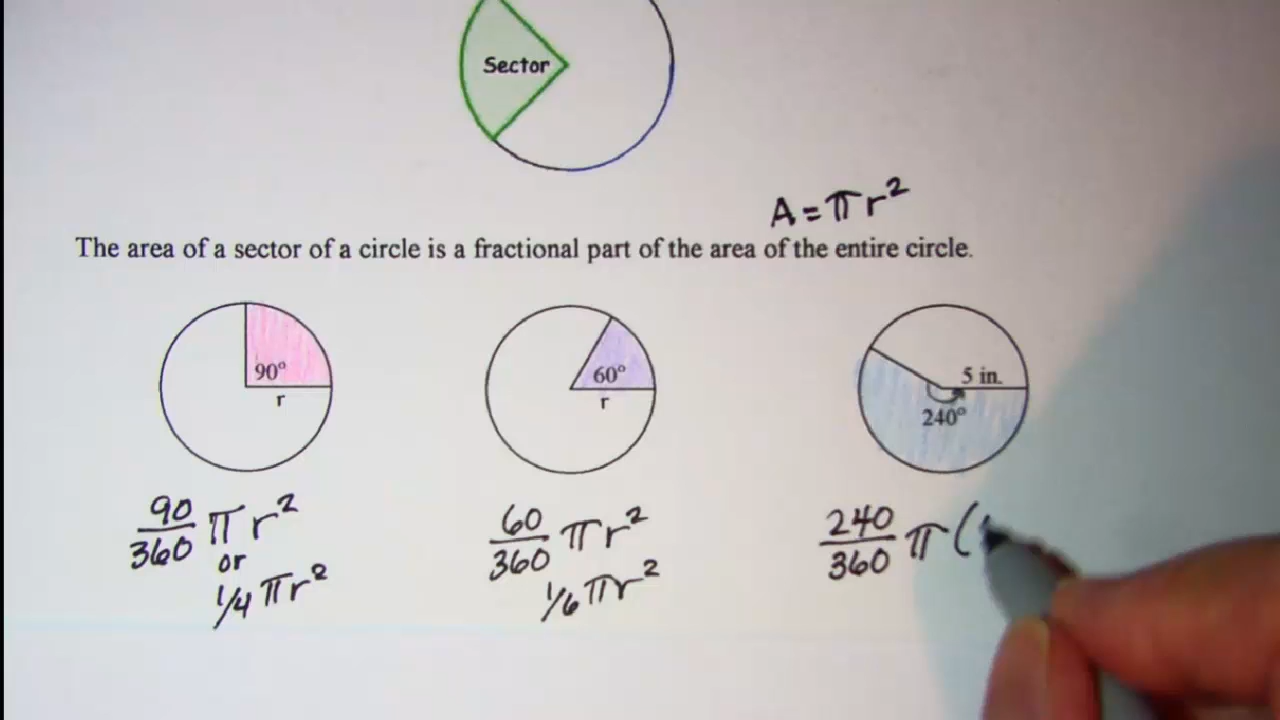 Sector
A = πr²
The area of a sector of a circle is a fractional part of the area of the entire circle.
90°
r
60°
r
5 in.
240°
90/360 πr²
or
1/4 πr²
60/360 πr²
1/6 πr²
240/360 π(